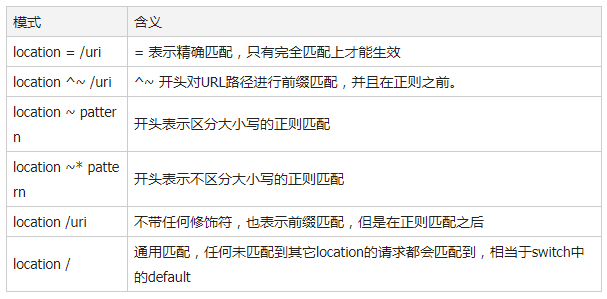 模式 含义
location = /uri = 表示精确匹配，只有完全匹配上才能生效
location ^~ /uri ^~ 开头对URL路径进行前缀匹配，并且在正则之前。
location ~ patter
n
开头表示区分大小写的正则匹配
location ~* patte
rn
开头表示不区分大小写的正则匹配
location /uri 不带任何修饰符，也表示前缀匹配，但是在正则匹配之后
location / 通用匹配，任何未匹配到其它location的请求都会匹配到，相当于switch中
的default